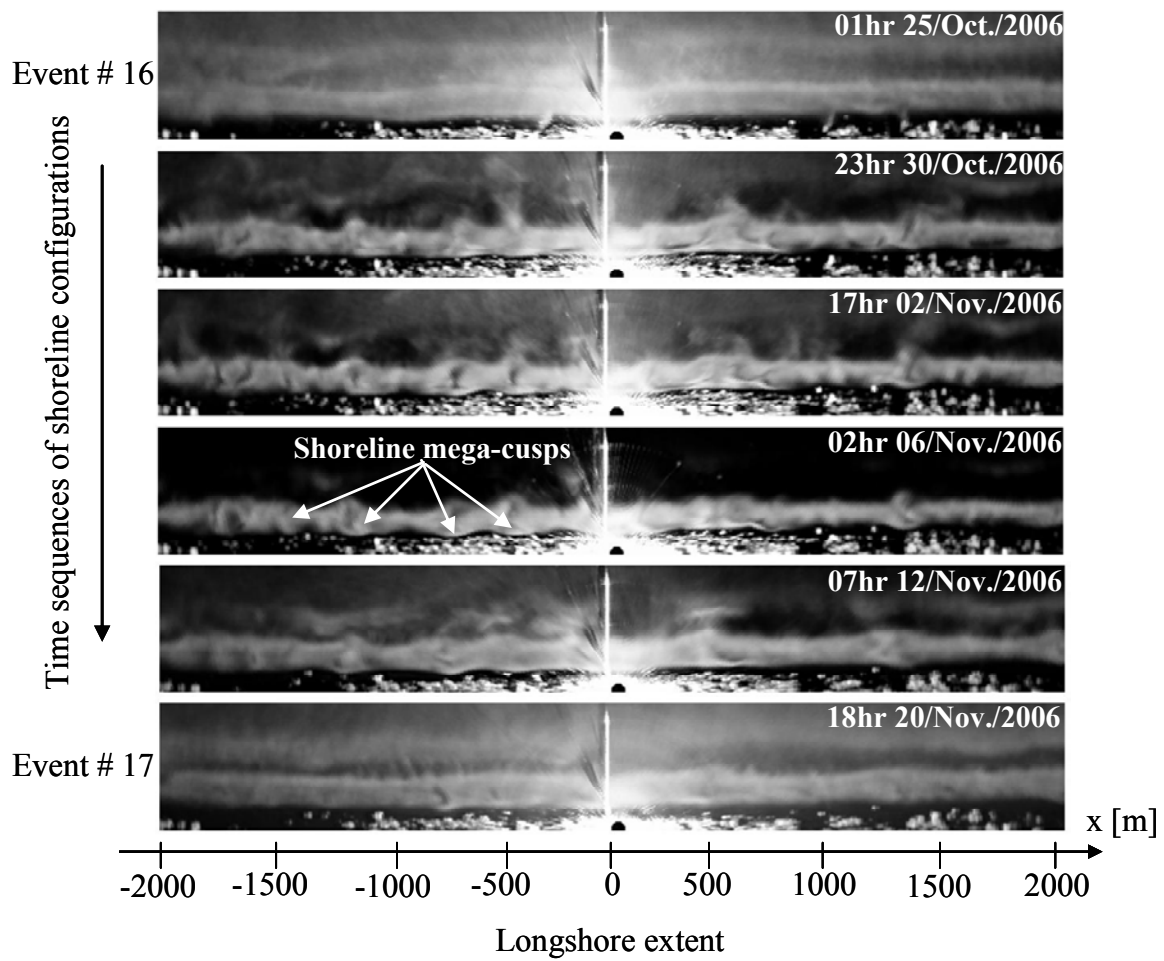 01hr 25/Oct./2006
Event # 16
23hr 30/Oct./2006
17hr 02/Nov./2006
Time sequences of shoreline configurations
02hr 06/Nov./2006
Shoreline mega-cusps
07hr 12/Nov./2006
18hr 20/Nov./2006
Event # 17
x [m]
-2000 -1500 -1000 -500 0 500 1000 1500 2000
Longshore extent